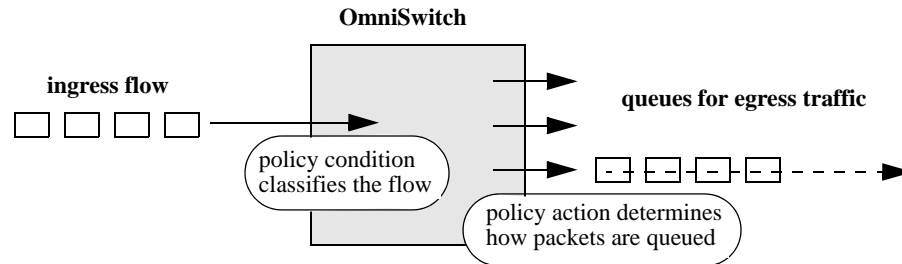 OmniSwitch
ingress flow
queues for egress traffic
policy condition
classifies the flow
policy action determines
how packets are queued